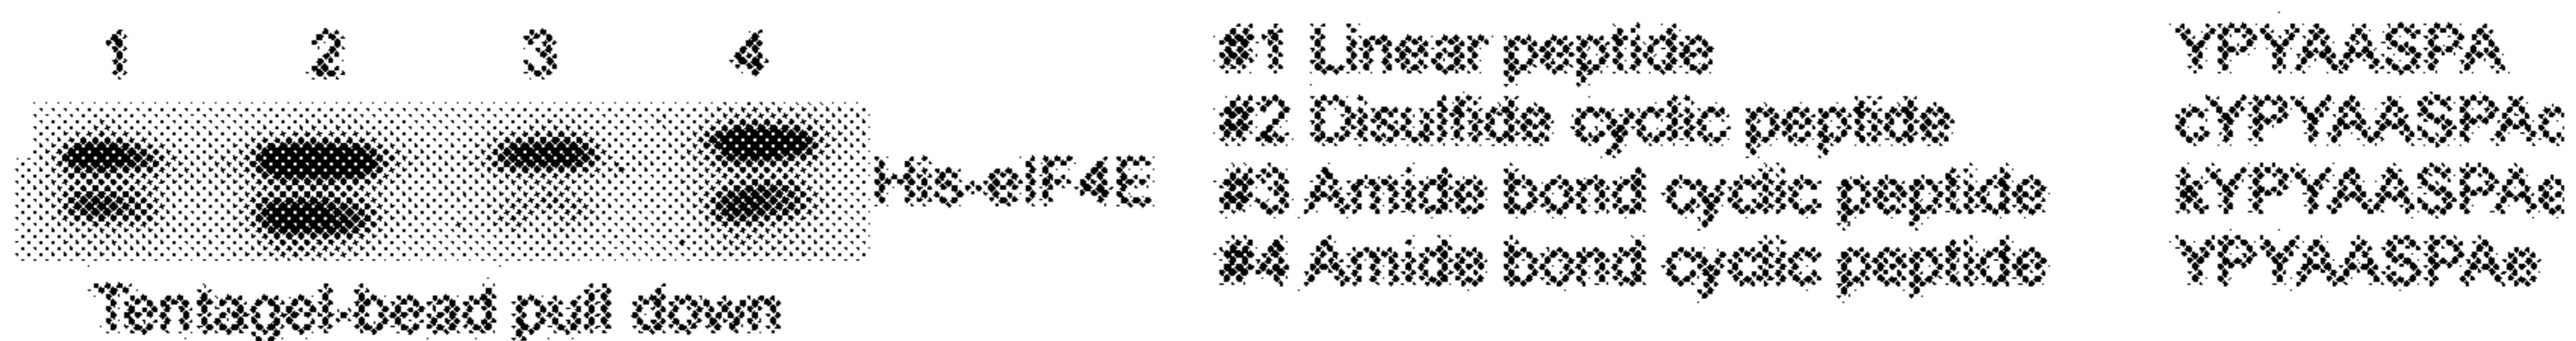 1 2 3 4
His-eIF4E
Tentagel-bead pull down
#1 Linear peptide YPYAASPA
#2 Disulfide cyclic peptide cYPYAASPAc
#3 Amide bond cyclic peptide kYPYAASPAe
#4 Amide bond cyclic peptide YPYAASPAe